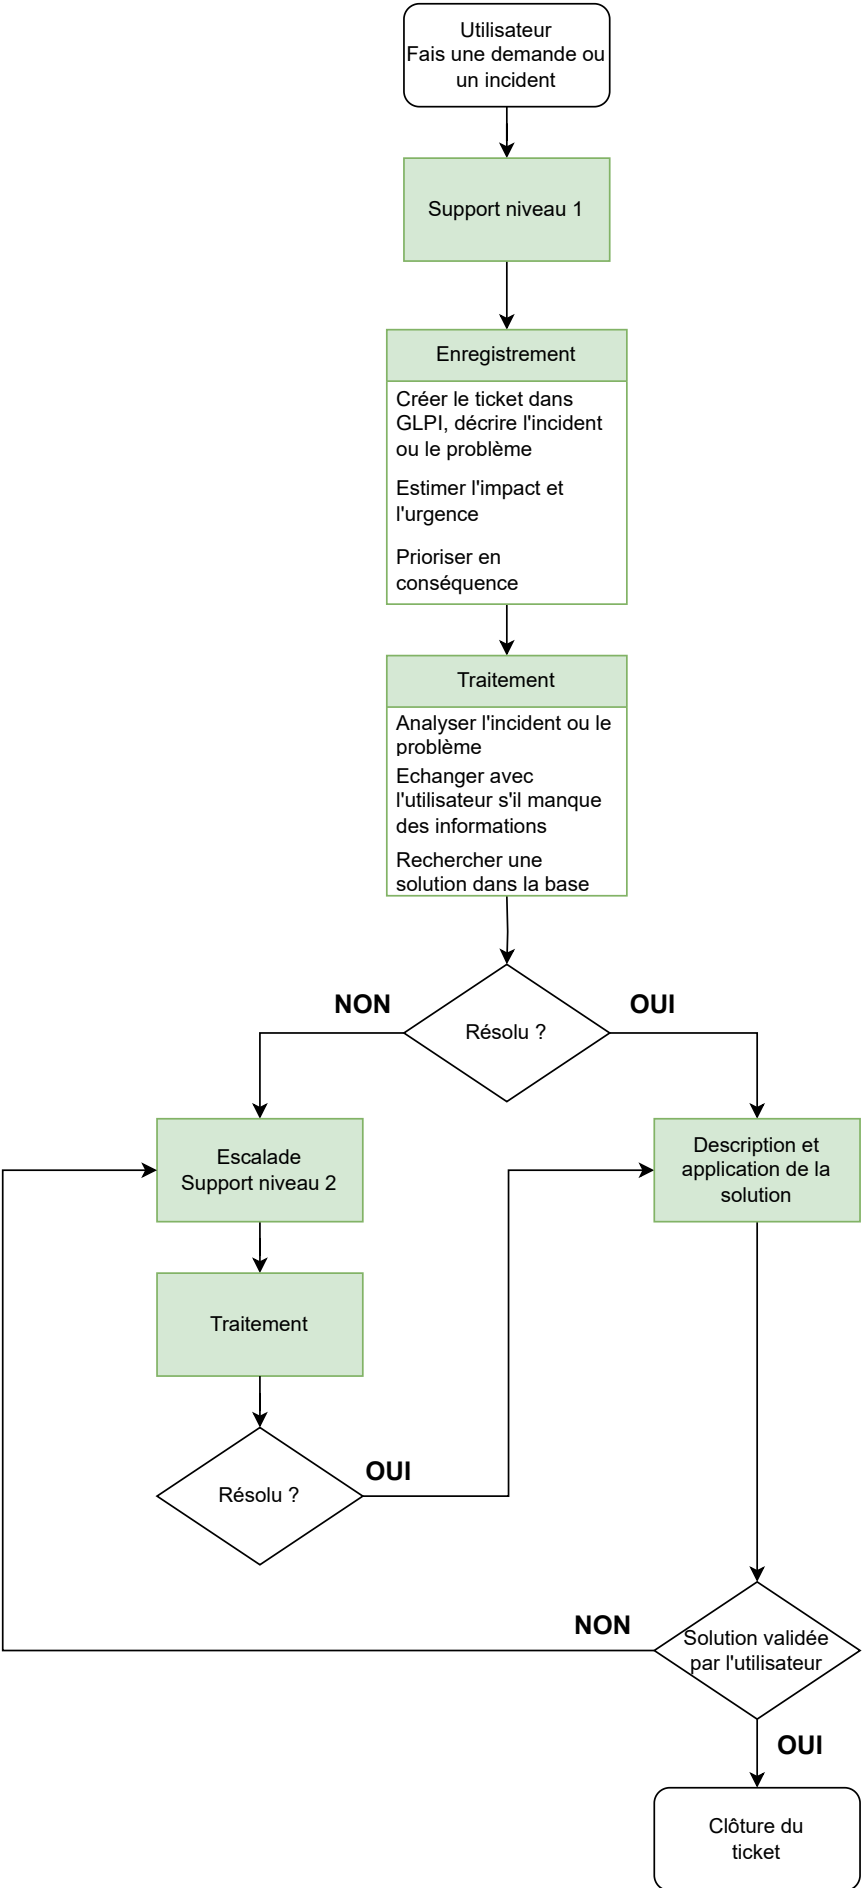 Utilisateur
Fais une demande ou
un incident
Support niveau 1
Enregistrement
Créer le ticket dans
GLPI, décrire l'incident
ou le problème
Estimer l'impact et
l'urgence
Prioriser en
conséquence
Traitement
Analyser l'incident ou le
problème
Echanger avec
l'utilisateur s'il manque
des informations
Rechercher une
solution dans la base
NON
OUI
Résolu ?
Escalade
Support niveau 2
Description et
application de la
solution
Traitement
OUI
Résolu ?
NON
Solution validée
par l'utilisateur
OUI
Clôture du
ticket